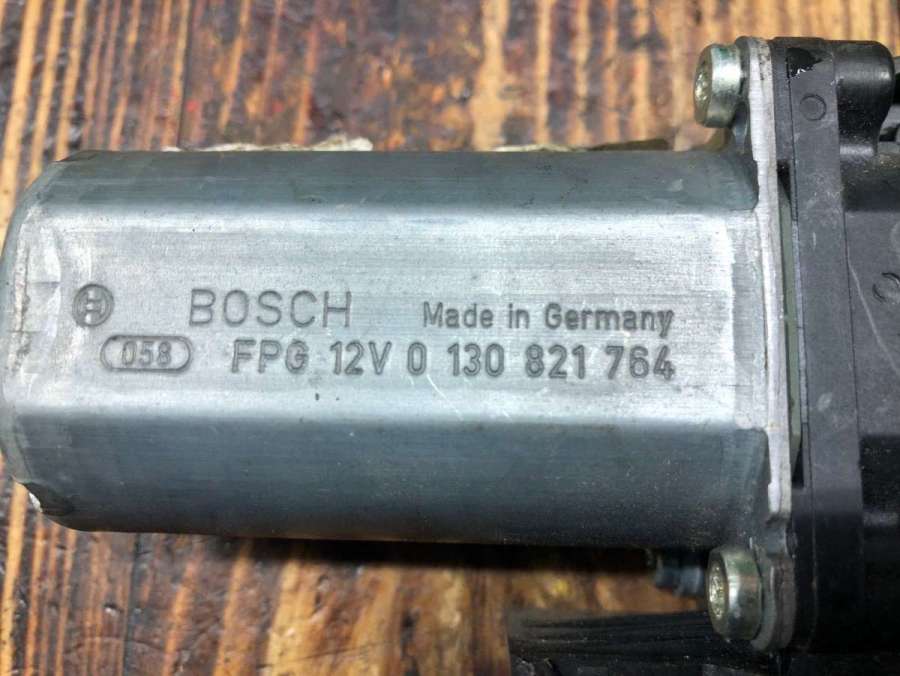 BOSCH Made in Germany
058 FPG 12V 0 130 821 764